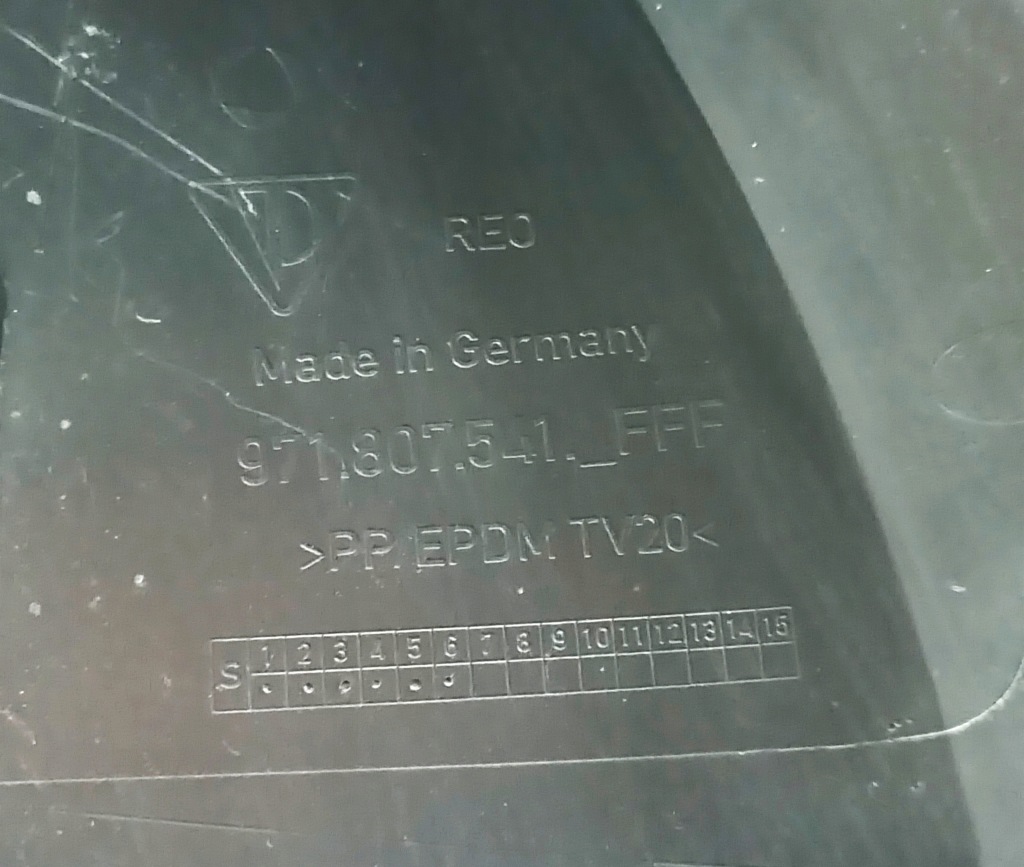 D
REO
Made in Germany
971.807.541._FFF
>PP/EPDM TV20<
S 1 2 3 4 5 6 7 8 9 10 11 12 13 14 15